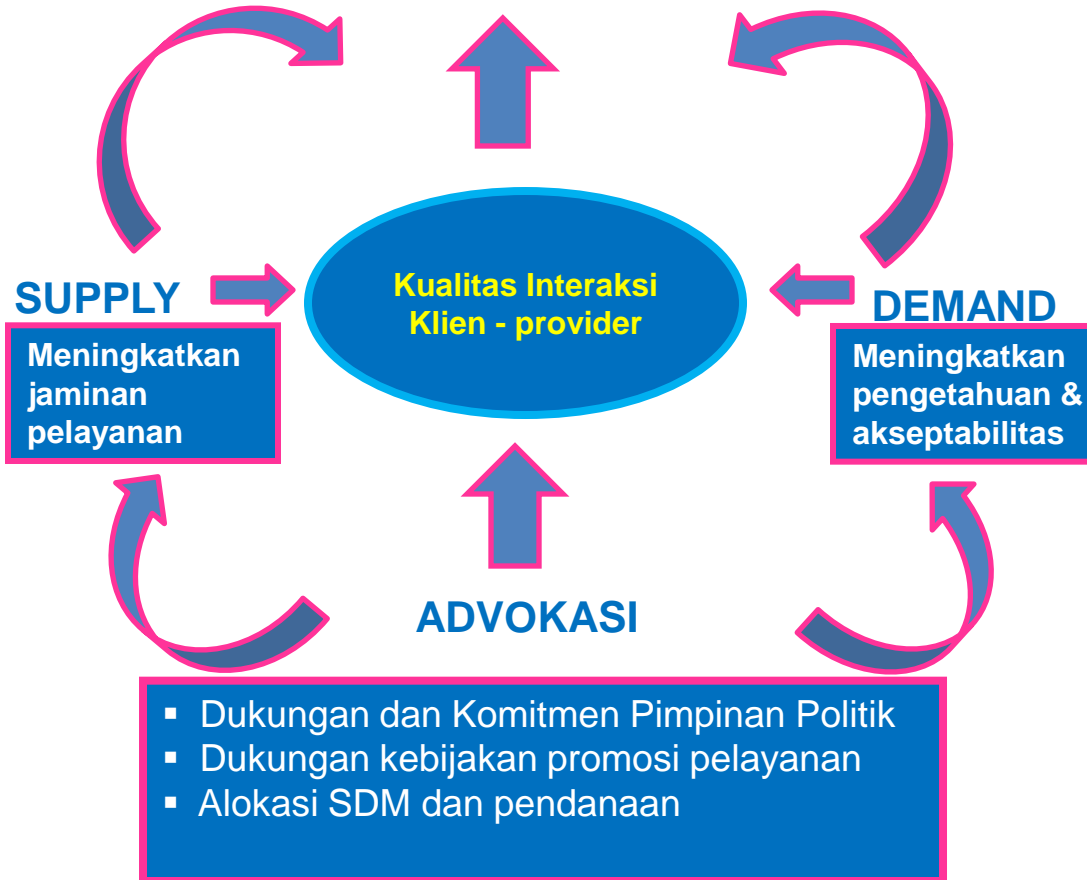 Kualitas Interaksi
Klien - provider
SUPPLY
Meningkatkan
jaminan
pelayanan
DEMAND
Meningkatkan
pengetahuan &
akseptabilitas
ADVOKASI
▪ Dukungan dan Komitmen Pimpinan Politik
▪ Dukungan kebijakan promosi pelayanan
▪ Alokasi SDM dan pendanaan